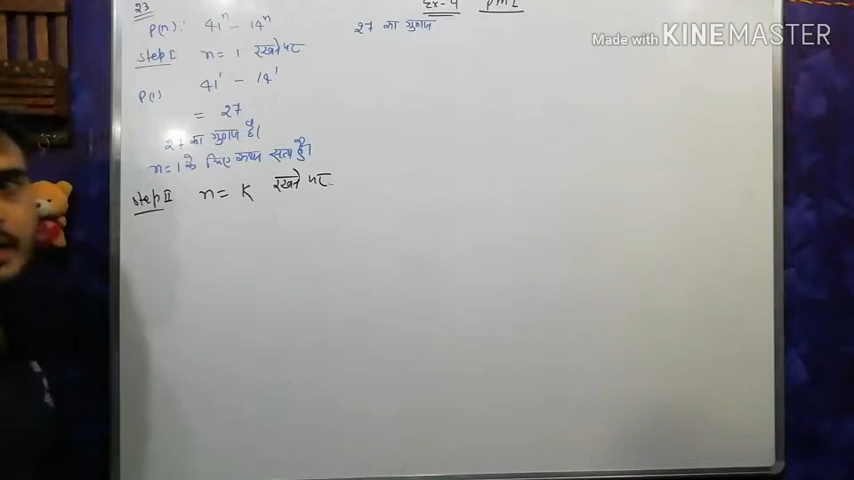 23
Ex-4 PMI
P(n): 41ⁿ - 14ⁿ 27 का गुणज
Made with KINEMASTER
Step I n = 1 रखने पर
P(1) 41¹ - 14¹
= 27
27 का गुणज है।
n=1 के लिए कथन सत्य है।
Step II n = K रखने पर